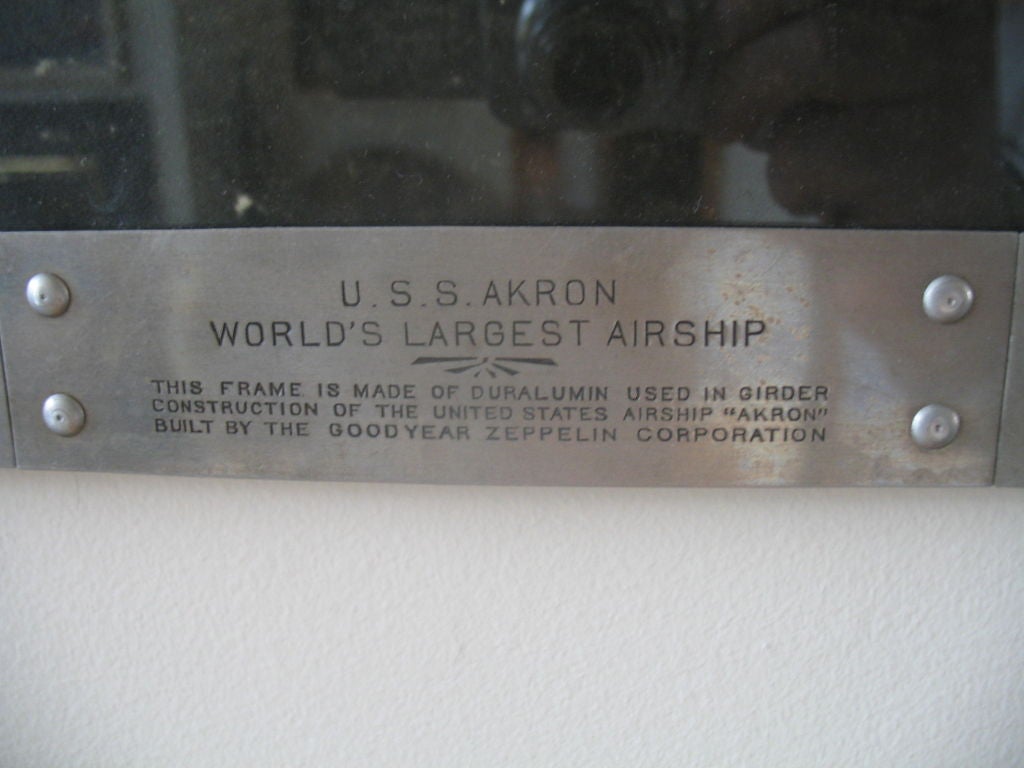 U.S.S. AKRON
WORLD'S LARGEST AIRSHIP
THIS FRAME IS MADE OF DURALUMIN USED IN GIRDER
CONSTRUCTION OF THE UNITED STATES AIRSHIP "AKRON"
BUILT BY THE GOODYEAR ZEPPELIN CORPORATION